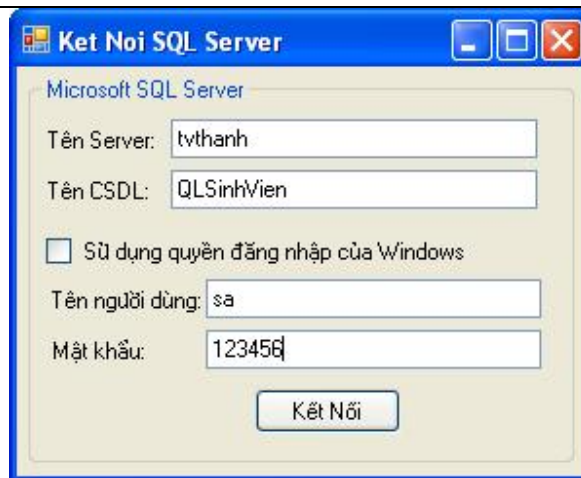 Ket Noi SQL Server
Microsoft SQL Server
Tên Server: tvthanh
Tên CSDL: QLSinhVien
Sử dụng quyền đăng nhập của Windows
Tên người dùng: sa
Mật khẩu: 123456
Kết Nối